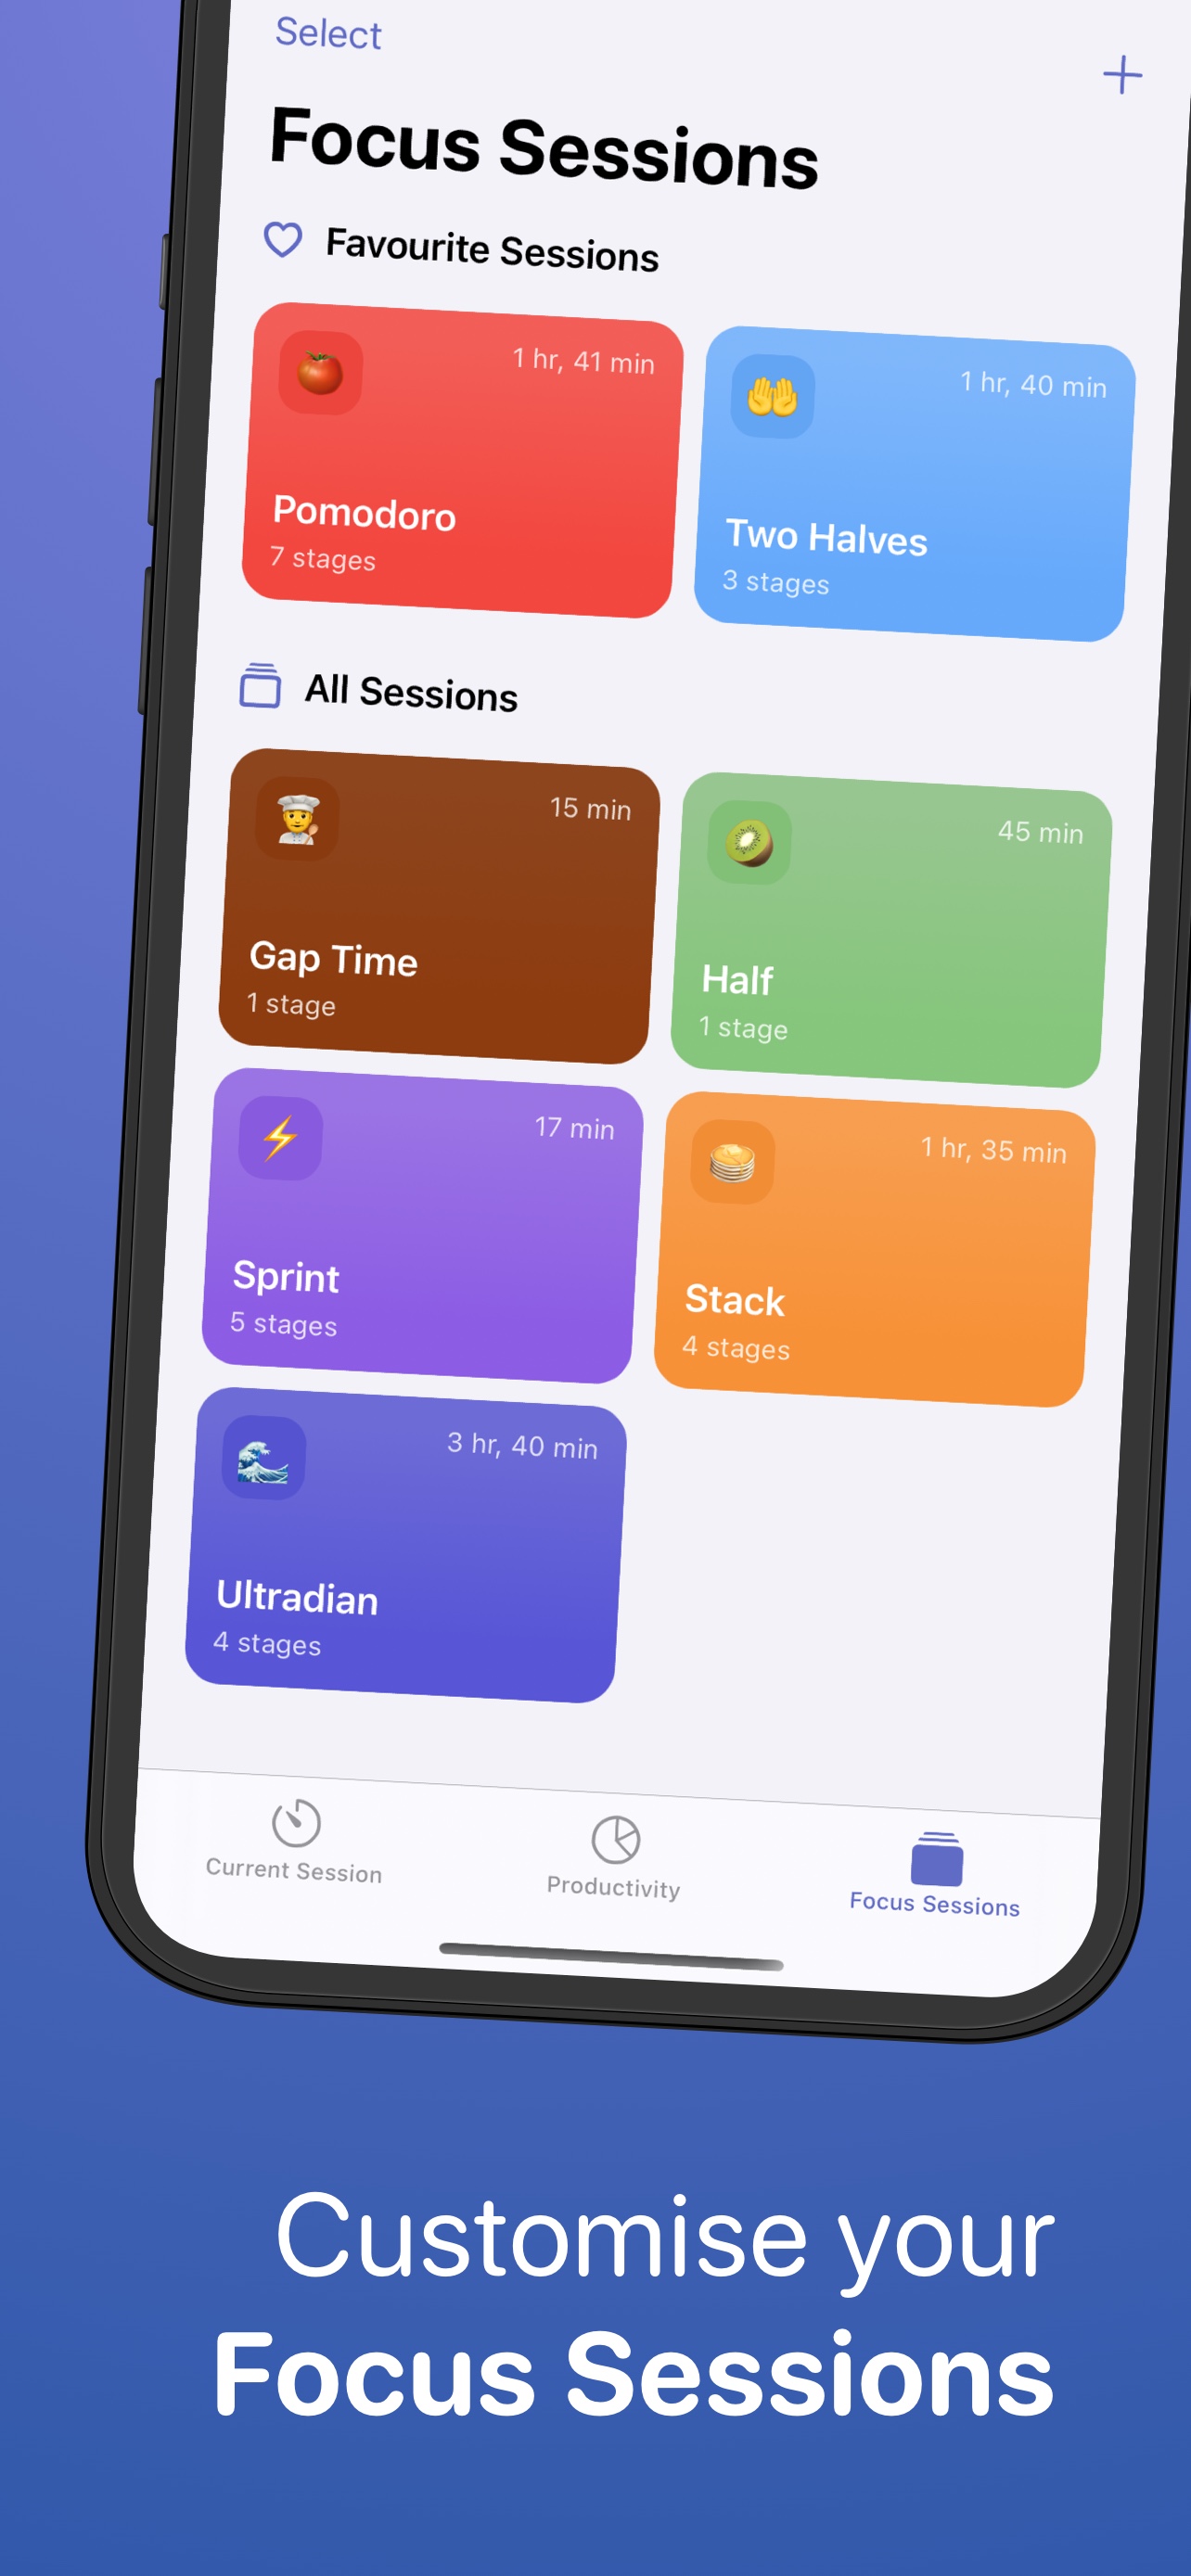 Select
Focus Sessions
Favourite Sessions
1 hr, 41 min
Pomodoro
7 stages
1 hr, 40 min
Two Halves
3 stages
All Sessions
15 min
Gap Time
1 stage
45 min
Half
1 stage
17 min
Sprint
5 stages
1 hr, 35 min
Stack
4 stages
3 hr, 40 min
Ultradian
4 stages
Current Session
Productivity
Focus Sessions
Customise your
Focus Sessions